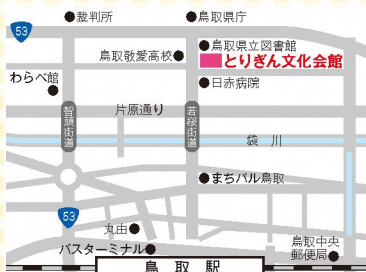 裁判所
鳥取県庁
53
鳥取県立図書館
鳥取敬愛高校
とりぎん文化会館
わらべ館
日赤病院
片原通り
智頭街道
若桜街道
袋川
まちパル鳥取
53
丸由
バスターミナル
鳥取中央
郵便局
鳥取駅